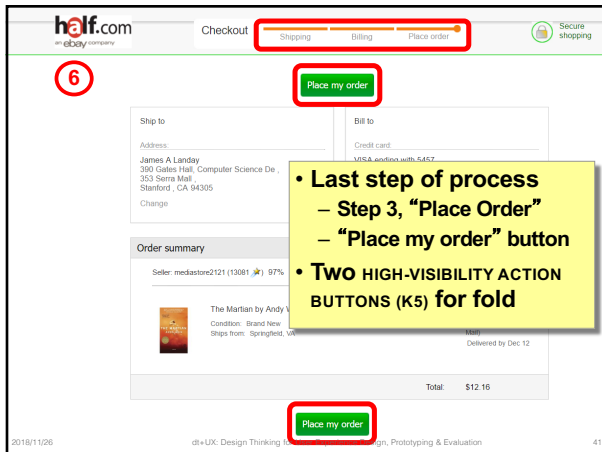 half.com
an ebay company
Checkout
Shipping
Billing
Place order
Secure
shopping
6
Place my order
Ship to
Address:
James A Landay
390 Gates Hall, Computer Science De ,
353 Serra Mall ,
Stanford , CA 94305
Change
Bill to
Credit card:
VISA ending with 5457
• Last step of process
– Step 3, “Place Order”
– “Place my order” button
• Two HIGH-VISIBILITY ACTION
BUTTONS (K5) for fold
Order summary
Seller: mediastore2121 (13081 ) 97%
The Martian by Andy W
Condition: Brand New
Ships from: Springfield, VA
Mail)
Delivered by Dec 12
Total: $12.16
Place my order
2018/11/26
dt+UX: Design Thinking for User Experience Design, Prototyping & Evaluation
41